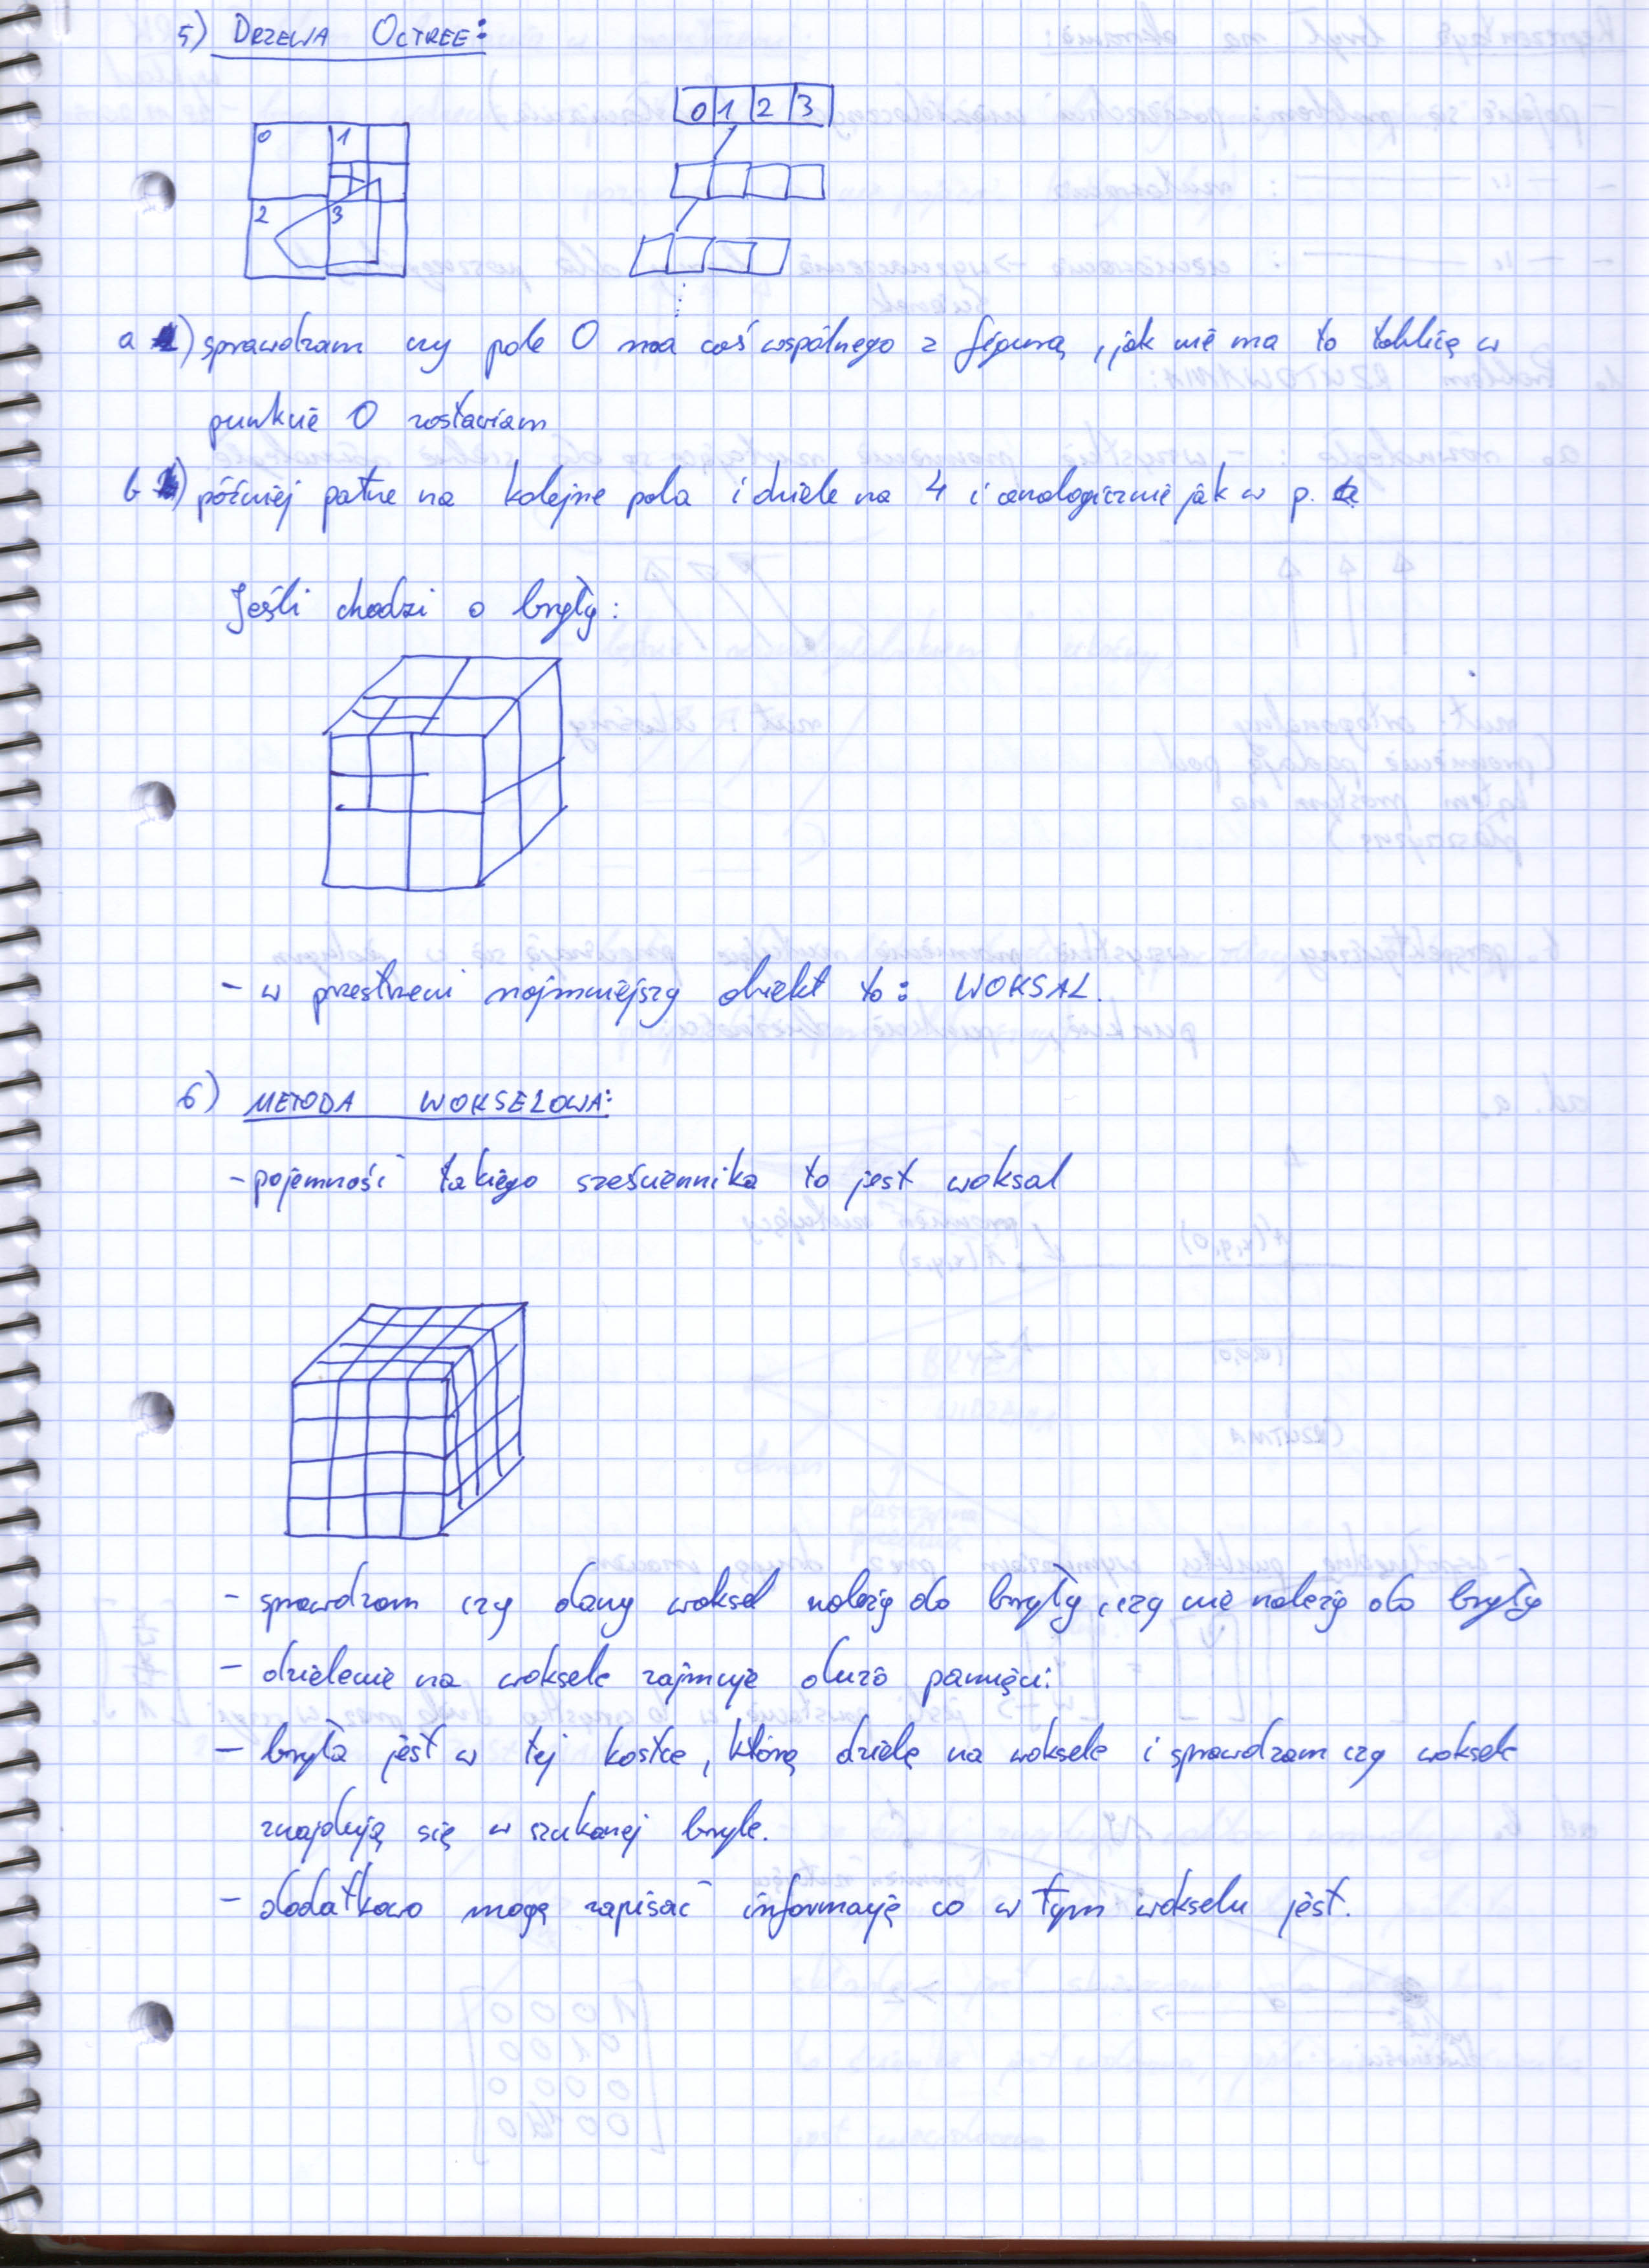 5) DRZEWA OCTREE:
0 1 2 3
0 1
2 3
a) sprawdzam czy pole 0 ma coś wspólnego z figurą, jak nie ma to tablicę w
punkcie 0 zostawiam
b) później patrzę na kolejne pola i dzielę na 4 i analogicznie jak w p. a
Jeśli chodzi o bryły:
- w przestrzeni najmniejszy obiekt to: WOKSAL.
6) METODA WOKSELOWA:
- pojemność takiego sześciennika to jest woksal
- sprawdzam czy dany woksel należy do bryły, czy nie należy do bryły
- dzielenie na woksele zajmuje dużo pamięci:
- bryła jest w tej kostce, którą dzielę na woksele i sprawdzam czy woksele
znajdują się w szukanej bryle.
- dodatkowo mogę zapisać informację co w tym wokselu jest.